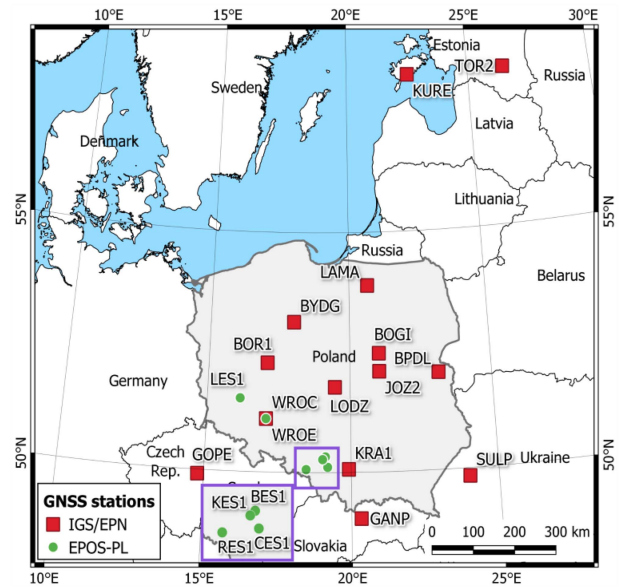 10°E
15°E
20°E
25°E
30°E
Estonia
TOR2
Russia
KURE
Sweden
Latvia
Denmark
Lithuania
55°N
55°N
Russia
LAMA
Belarus
BYDG
BOGI
BOR1
Poland
BPDL
Germany
LES1
JOZ2
WROC
LODZ
WROE
50°N
50°N
Czech
Rep.
GOPE
KRA1
SULP
Ukraine
GNSS stations
IGS/EPN
EPOS-PL
KES1
BES1
RES1
CES1
GANP
Slovakia
0
100
200
300 km
10°E
15°E
20°E
25°E